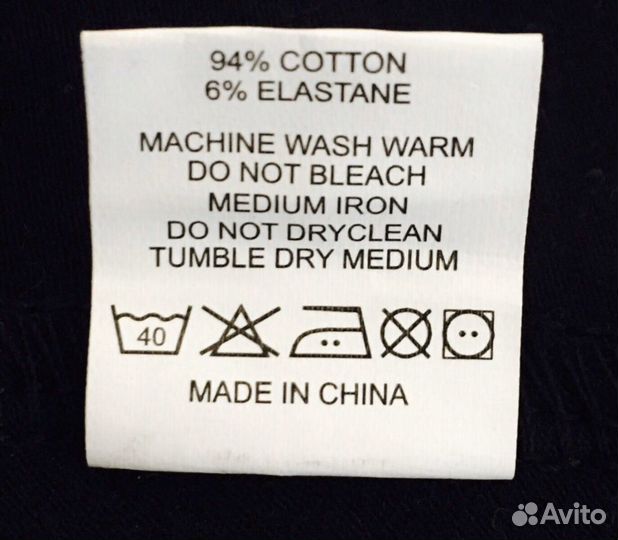 94% COTTON
6% ELASTANE
MACHINE WASH WARM
DO NOT BLEACH
MEDIUM IRON
DO NOT DRYCLEAN
TUMBLE DRY MEDIUM
40
MADE IN CHINA
Avito